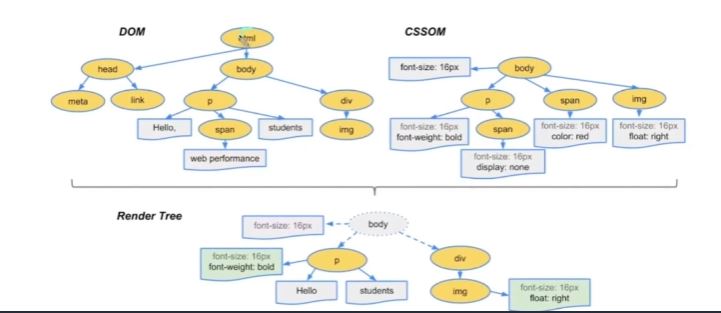 DOM
html
head
body
meta
link
p
div
Hello,
span
students
img
web performance
CSSOM
font-size: 16px
body
p
span
img
font-size: 16px
font-weight: bold
span
font-size: 16px
color: red
font-size: 16px
float: right
font-size: 16px
display: none
Render Tree
font-size: 16px
body
font-size: 16px
font-weight: bold
p
div
Hello
students
img
font-size: 16px
float: right